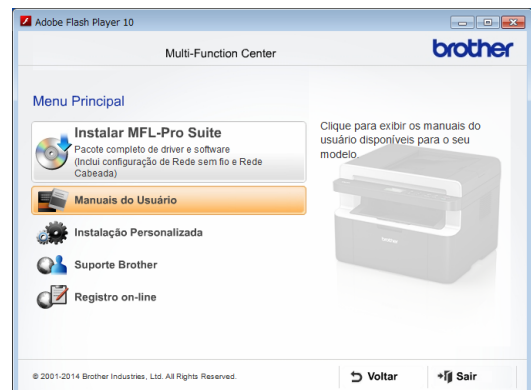 Adobe Flash Player 10
Multi-Function Center
brother
Menu Principal
Instalar MFL-Pro Suite
Pacote completo de driver e software
(Inclui configuração de Rede sem fio e Rede
Cabeada)
Manuais do Usuário
Instalação Personalizada
Suporte Brother
Registro on-line
Clique para exibir os manuais do
usuário disponíveis para o seu
modelo.
brother
© 2001-2014 Brother Industries, Ltd. All Rights Reserved.
Voltar
Sair